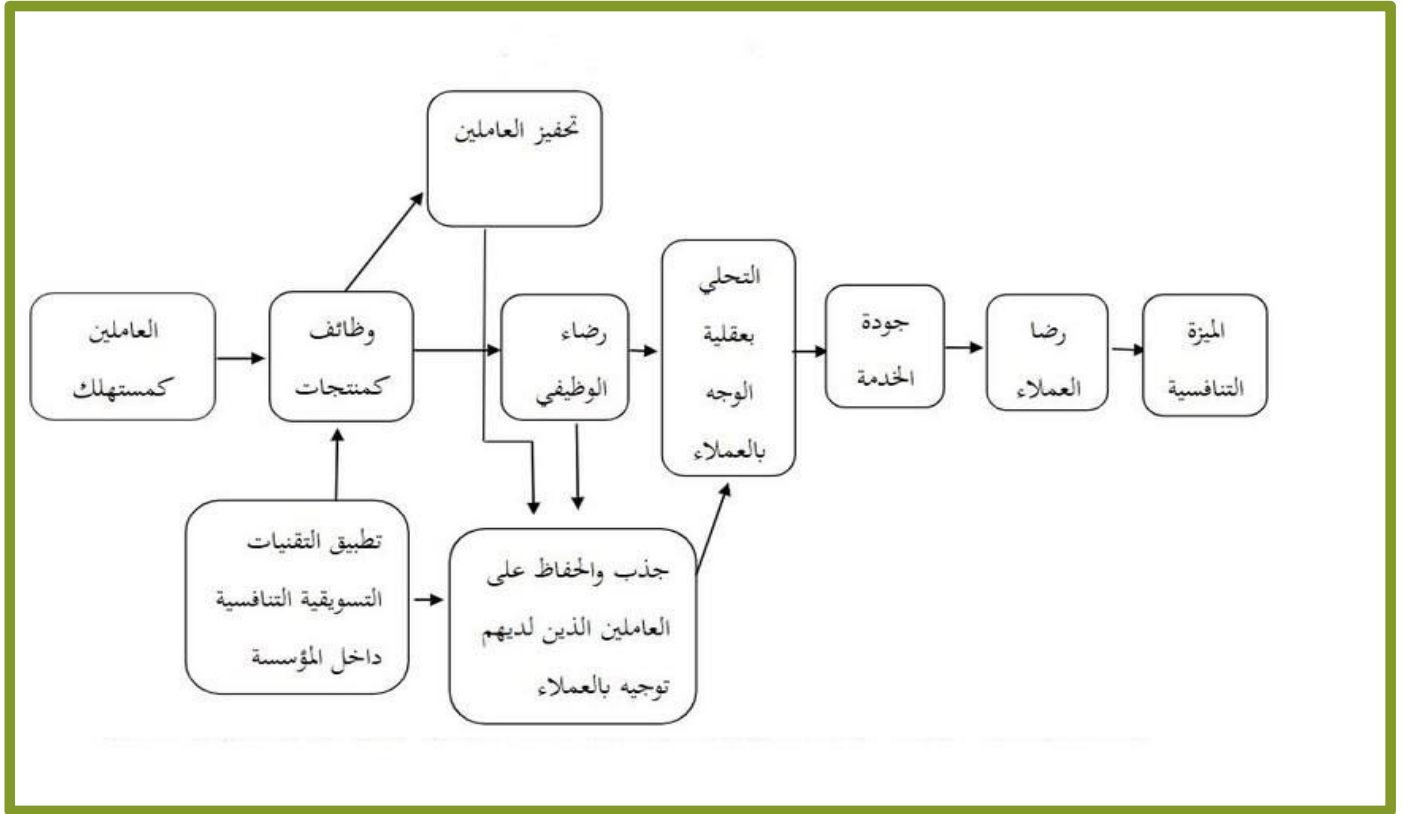 تحفيز العاملين
العاملين
كمستهلك
وظائف
كمنتجات
رضاء
الوظيفي
التحلي
بعقلية
الوجه
بالعملاء
جودة
الخدمة
رضا
العملاء
الميزة
التنافسية
تطبيق التقنيات
التسويقية التنافسية
داخل المؤسسة
جذب والحفاظ على
العاملين الذين لديهم
توجيه بالعملاء